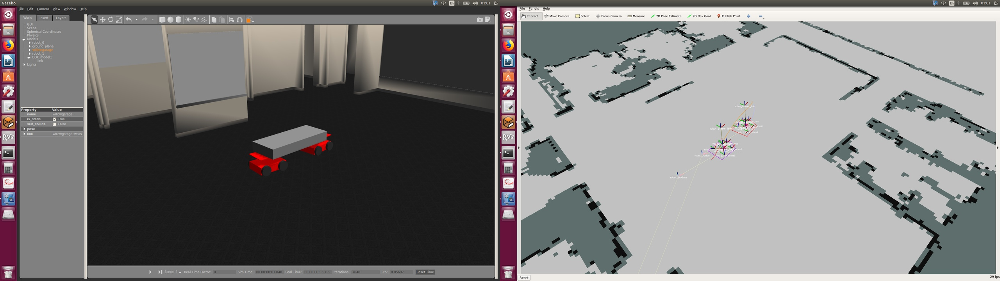 Gazebo
En
01:01
File Edit Camera View Window Help
World Insert Layers
GUI
Scene
Spherical Coordinates
Physics
Models
robot_0
ground_plane
willowgarage
robot_1
BOX_model1
link
Lights
Property Value
name willowgarage
is_static True
self_collide False
pose
link willowgarage::walls
Steps: 1 Real Time Factor: 0 Sim Time: 00 00:00:07.048 Real Time: 00 00:00:53.755 Iterations: 7048 FPS: 8.85697 Reset Time
RViz
En
01:01
File Panels Help
Interact Move Camera Select Focus Camera Measure 2D Pose Estimate 2D Nav Goal Publish Point
RViz
robot_1/odom
Reset
29 fps